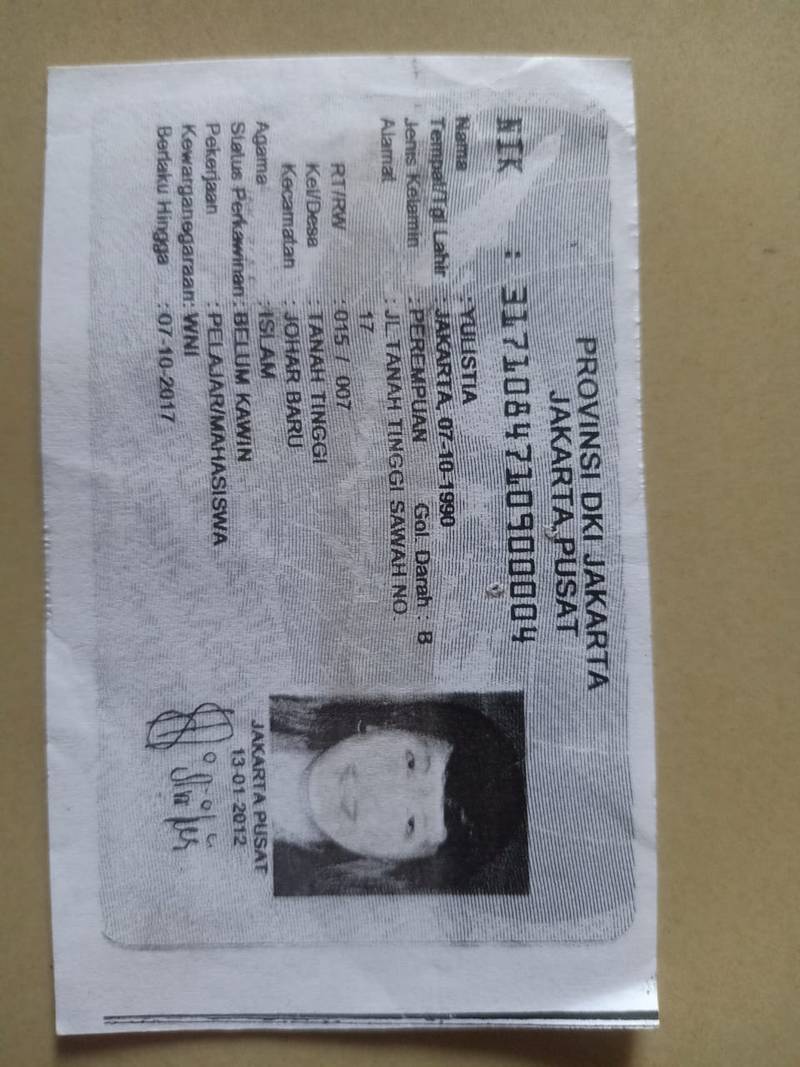 PROVINSI DKI JAKARTA
JAKARTA PUSAT
NIK : 3171084710900004
Nama : YULISTIA
Tempat/Tgl Lahir : JAKARTA, 07-10-1990
Jenis Kelamin : PEREMPUAN Gol. Darah : B
Alamat : JL TANAH TINGGI SAWAH NO
17
RT/RW : 015 / 007
Kel/Desa : TANAH TINGGI
Kecamatan : JOHAR BARU
Agama : ISLAM
Status Perkawinan : BELUM KAWIN
Pekerjaan : PELAJAR/MAHASISWA
Kewarganegaraan : WNI
Berlaku Hingga : 07-10-2017
JAKARTA PUSAT
13-01-2012